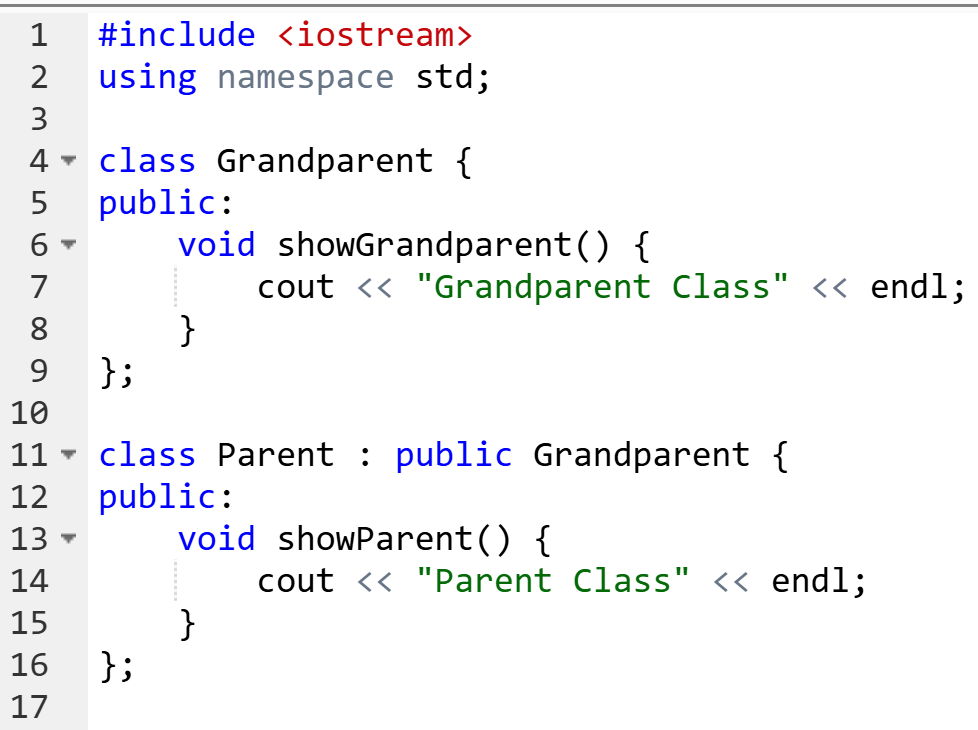 1 #include <iostream>
2 using namespace std;
3
4 class Grandparent {
5 public:
6     void showGrandparent() {
7         cout << "Grandparent Class" << endl;
8     }
9 };
10
11 class Parent : public Grandparent {
12 public:
13     void showParent() {
14         cout << "Parent Class" << endl;
15     }
16 };
17